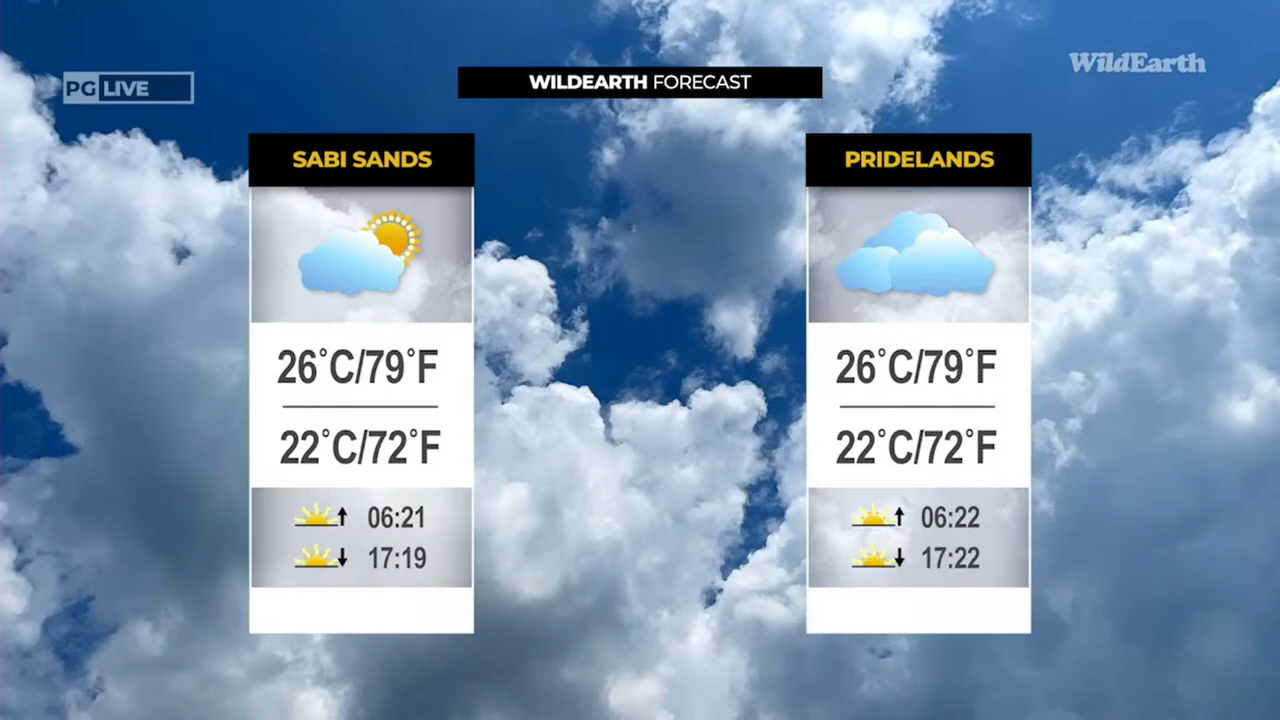 PG LIVE
WILDEARTH FORECAST
WildEarth
SABI SANDS
26°C/79°F
22°C/72°F
06:21
17:19
PRIDELANDS
26°C/79°F
22°C/72°F
06:22
17:22